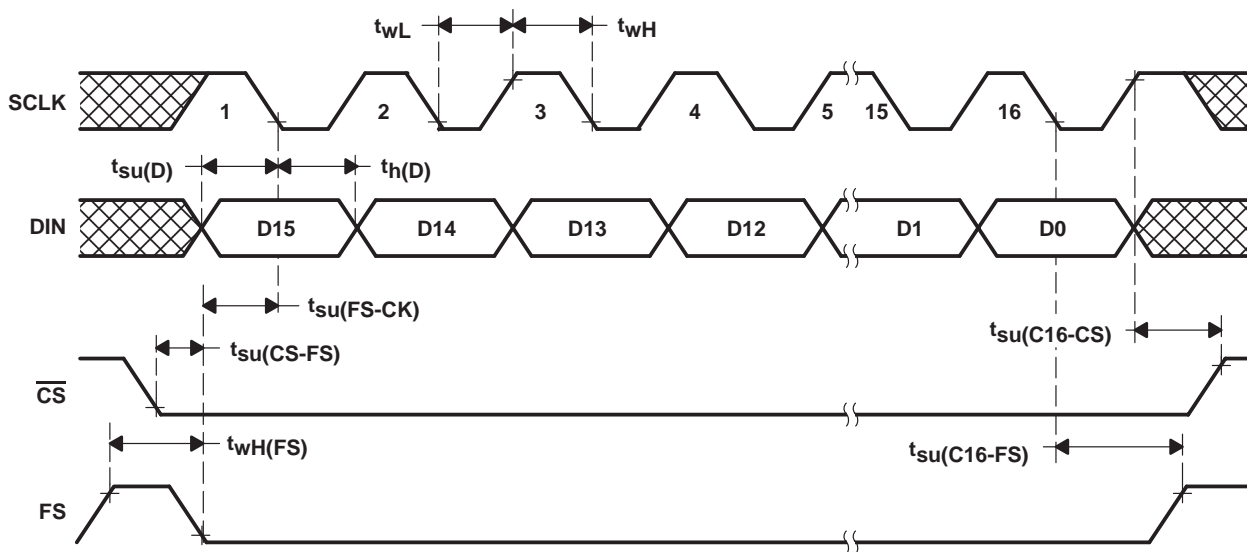 twL
twH
SCLK
1
2
3
4
5
15
16
tsu(D)
th(D)
DIN
D15
D14
D13
D12
D1
D0
tsu(FS-CK)
tsu(CS-FS)
tsu(C16-CS)
CS
twH(FS)
tsu(C16-FS)
FS